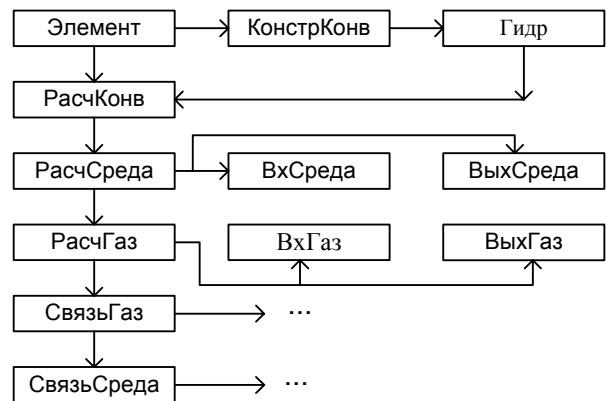 Элемент КонстрКонв Гидр
РасчКонв
РасчСреда ВхСреда ВыхСреда
РасчГаз ВхГаз ВыхГаз
СвязьГаз ...
СвязьСреда ...